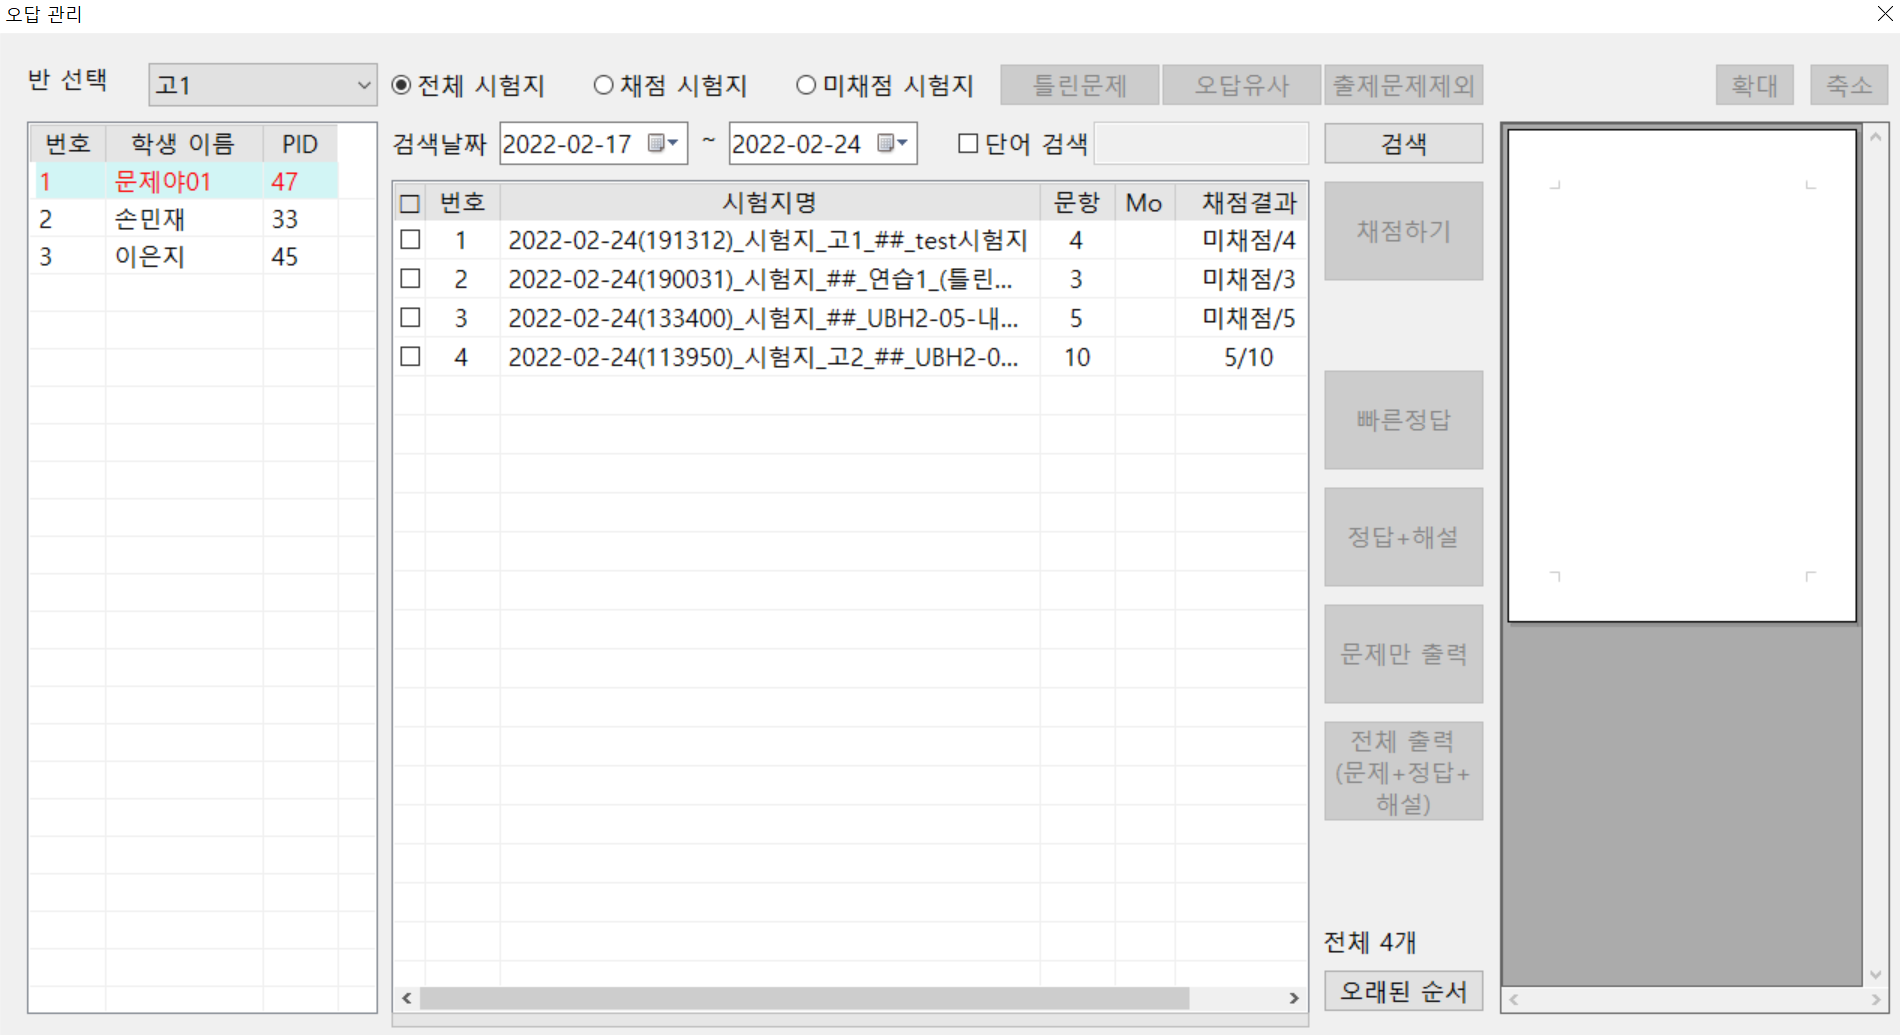 오답 관리
반 선택
고1
전체 시험지
채점 시험지
미채점 시험지
틀린문제
오답유사
출제문제제외
확대
축소
번호 학생 이름 PID
1 문제야01 47
2 손민재 33
3 이은지 45
검색날짜 2022-02-17 ~ 2022-02-24
단어 검색
검색
번호 시험지명 문항 Mo 채점결과
1 2022-02-24(191312)_시험지_고1_##_test시험지 4 미채점/4
2 2022-02-24(190031)_시험지_##_연습1_(틀린... 3 미채점/3
3 2022-02-24(133400)_시험지_##_UBH2-05-내... 5 미채점/5
4 2022-02-24(113950)_시험지_고2_##_UBH2-0... 10 5/10
채점하기
빠른정답
정답+해설
문제만 출력
전체 출력
(문제+정답+
해설)
전체 4개
오래된 순서